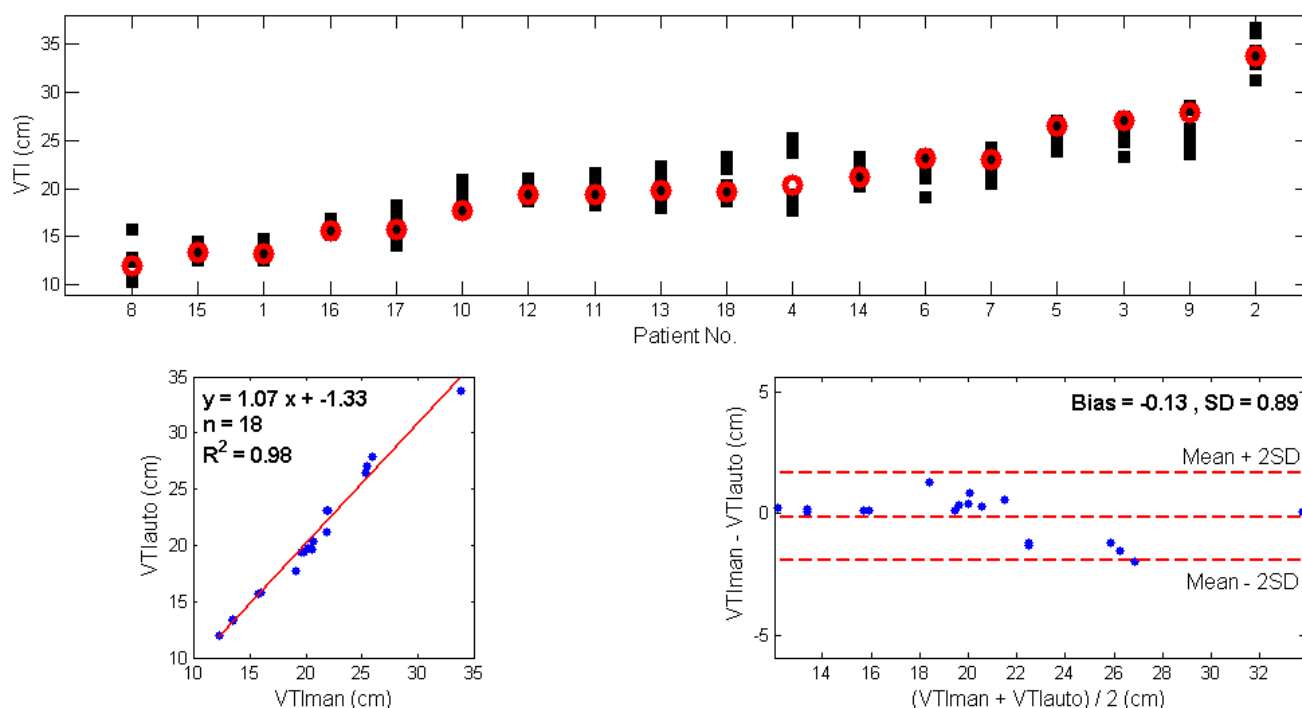 35
30
25
20
15
10
VTI (cm)
8 15 1 16 17 10 12 11 13 18 4 14 6 7 5 3 9 2
Patient No.
35
30
25
20
15
10
VTIauto (cm)
y = 1.07 x + -1.33
n = 18
R² = 0.98
10 15 20 25 30 35
VTIman (cm)
5
0
-5
VTIman - VTIauto (cm)
Bias = -0.13 , SD = 0.89
Mean + 2SD
Mean - 2SD
14 16 18 20 22 24 26 28 30 32
(VTIman + VTIauto) / 2 (cm)